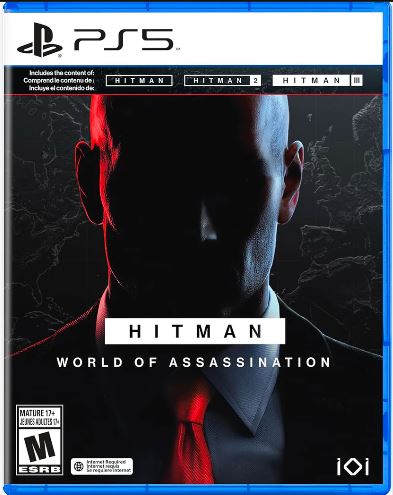 PS5
Includes the content of:
Comprend le contenu de :
Incluye el contenido de:
HITMAN
HITMAN 2
HITMAN III
HITMAN
WORLD OF ASSASSINATION
MATURE 17+
JEUNES-ADULTES 17+
M
ESRB
Internet Required
Internet requis
Se requiere Internet
IOI